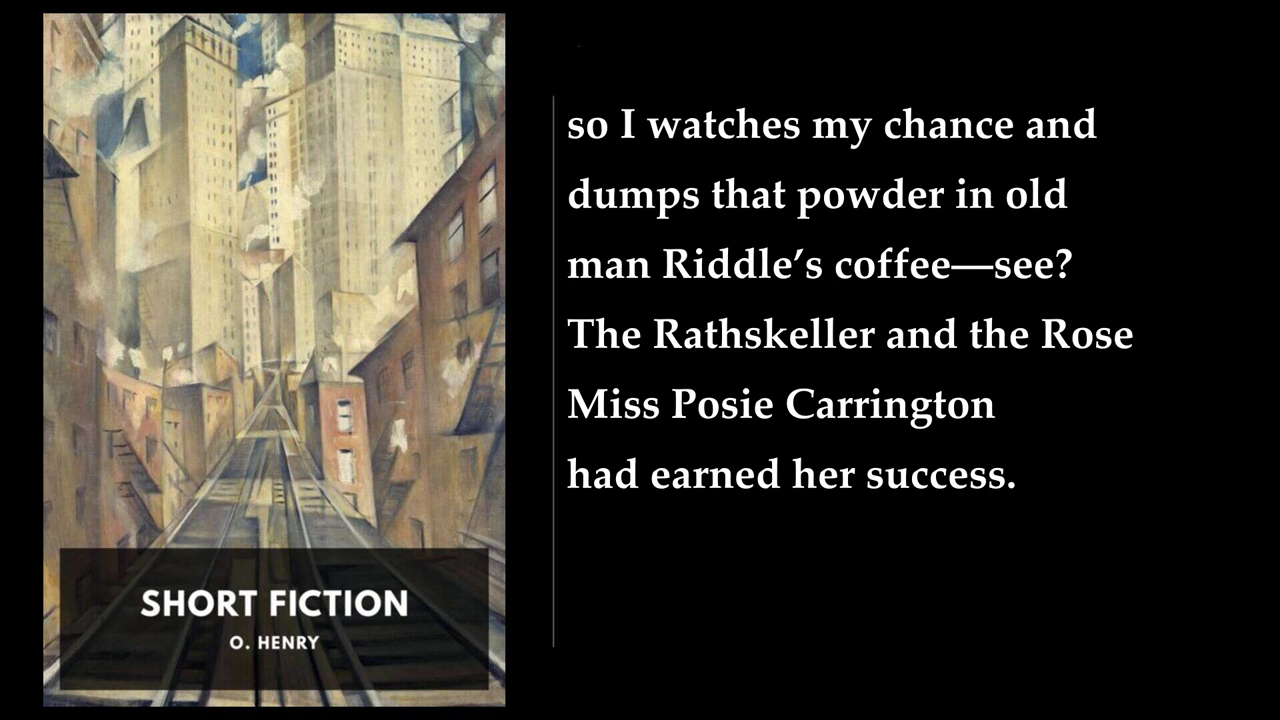 so I watches my chance and
dumps that powder in old
man Riddle’s coffee—see?
The Rathskeller and the Rose
Miss Posie Carrington
had earned her success.
SHORT FICTION
O. HENRY